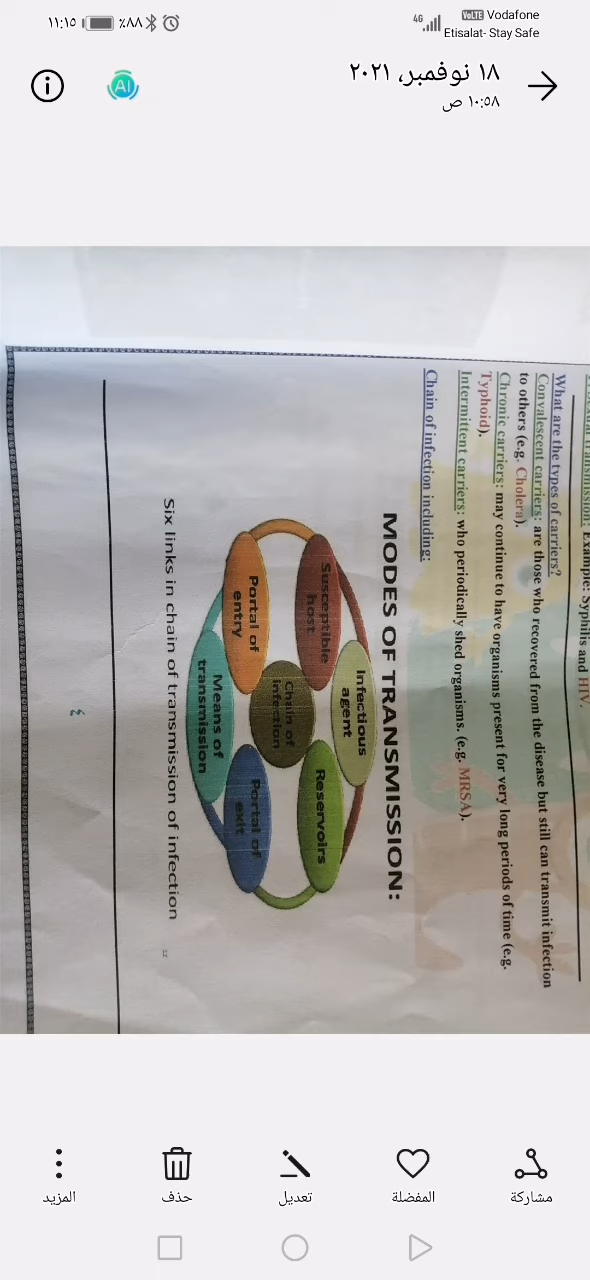 ١١:١٥
٪٨٨
4G
VoLTE Vodafone
Etisalat- Stay Safe
١٨ نوفمبر، ٢٠٢١
١٠:٥٨ ص
AI
Transmission: Example: Syphilis and HIV.
What are the types of carriers?
Convalescent carriers: are those who recovered from the disease but still can transmit infection
to others (e.g. Cholera).
Chronic carriers: may continue to have organisms present for very long periods of time (e.g.
Typhoid).
Intermittent carriers: who periodically shed organisms. (e.g. MRSA).
Chain of infection including:
MODES OF TRANSMISSION:
Infectious
agent
Susceptible
host
Reservoirs
Chain of
infection
Portal of
entry
Portal of
exit
Means of
transmission
Six links in chain of transmission of infection
٤
مشاركة
المفضلة
تعديل
حذف
المزيد